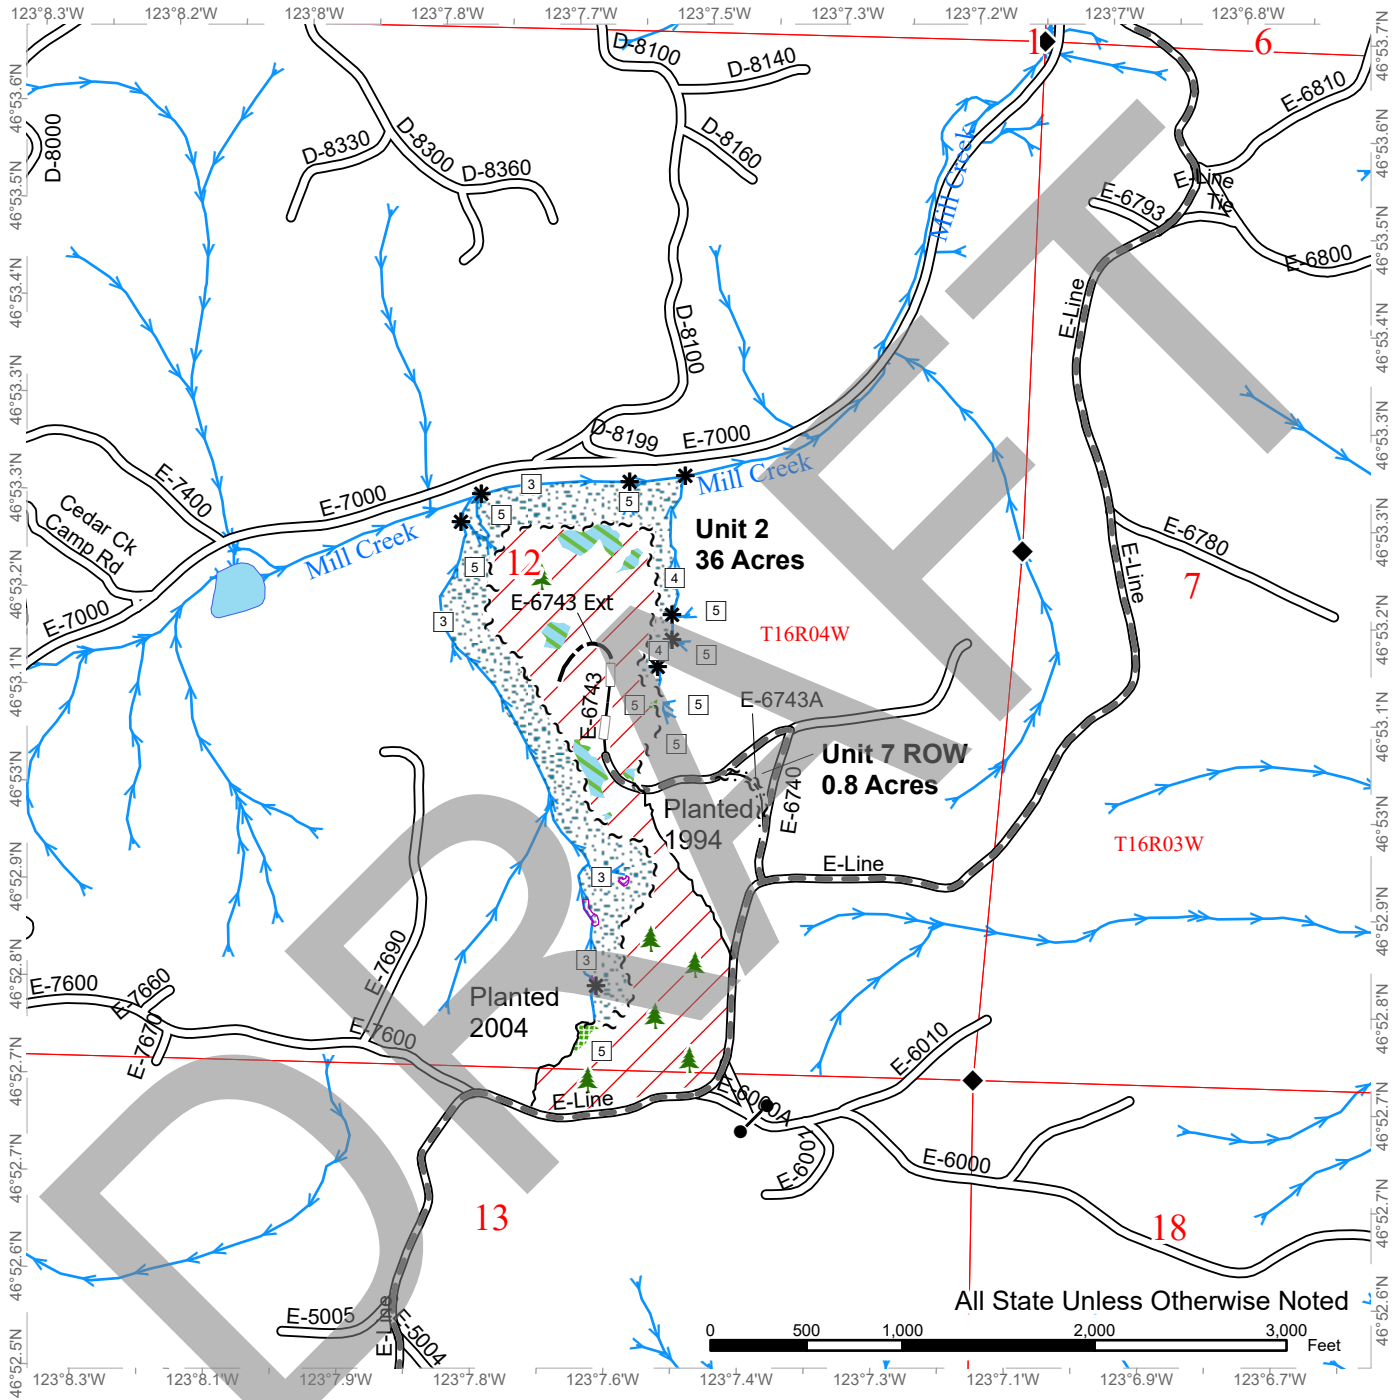 123°8.3'W 123°8.2'W 123°8'W 123°7.8'W 123°7.7'W 123°7.6'W 123°7.3'W 123°7.2'W 123°7'W 123°6.8'W
46°53.6'N
46°53.6'N
46°53.5'N
46°53.4'N
46°53.3'N
46°53.3'N
46°53.2'N
46°53.1'N
46°53'N
46°52.9'N
46°52.8'N
46°52.7'N
46°52.7'N
46°52.6'N
46°52.5'N
46°53.7'N
46°53.6'N
46°53.5'N
46°53.4'N
46°53.3'N
46°53.3'N
46°53.2'N
46°53.1'N
46°53'N
46°52.9'N
46°52.8'N
46°52.7'N
46°52.7'N
46°52.6'N
D-8000
D-8330
D-8300
D-8360
D-8100
D-8140
D-8160
1
6
E-6810
E-Line
Tie
E-6793
E-6800
Mill Creek
E-Line
D-8100
D-8199
E-7000
E-7400
E-7000
Cedar Ck
Camp Rd
E-7000
Mill Creek
Mill Creek
3
5
5
5
3
12
Unit 2
36 Acres
4
5
4
5
5
5
5
E-6743 Ext
E-6743
T16R04W
E-6780
7
E-Line
E-6743A
Unit 7 ROW
0.8 Acres
E-6740
Planted
1994
E-Line
T16R03W
3
3
5
E-7690
E-7600
E-7660
E-7670
E-7600
Planted
2004
E-Line
E-6010
E-6000A
E-6001
E-6000
13
18
E-5005
E-Line
E-5004
DRAFT
All State Unless Otherwise Noted
0 500 1,000 2,000 3,000
Feet
123°8.3'W 123°8.1'W 123°7.9'W 123°7.8'W 123°7.6'W 123°7.4'W 123°7.3'W 123°7.1'W 123°6.9'W 123°6.7'W